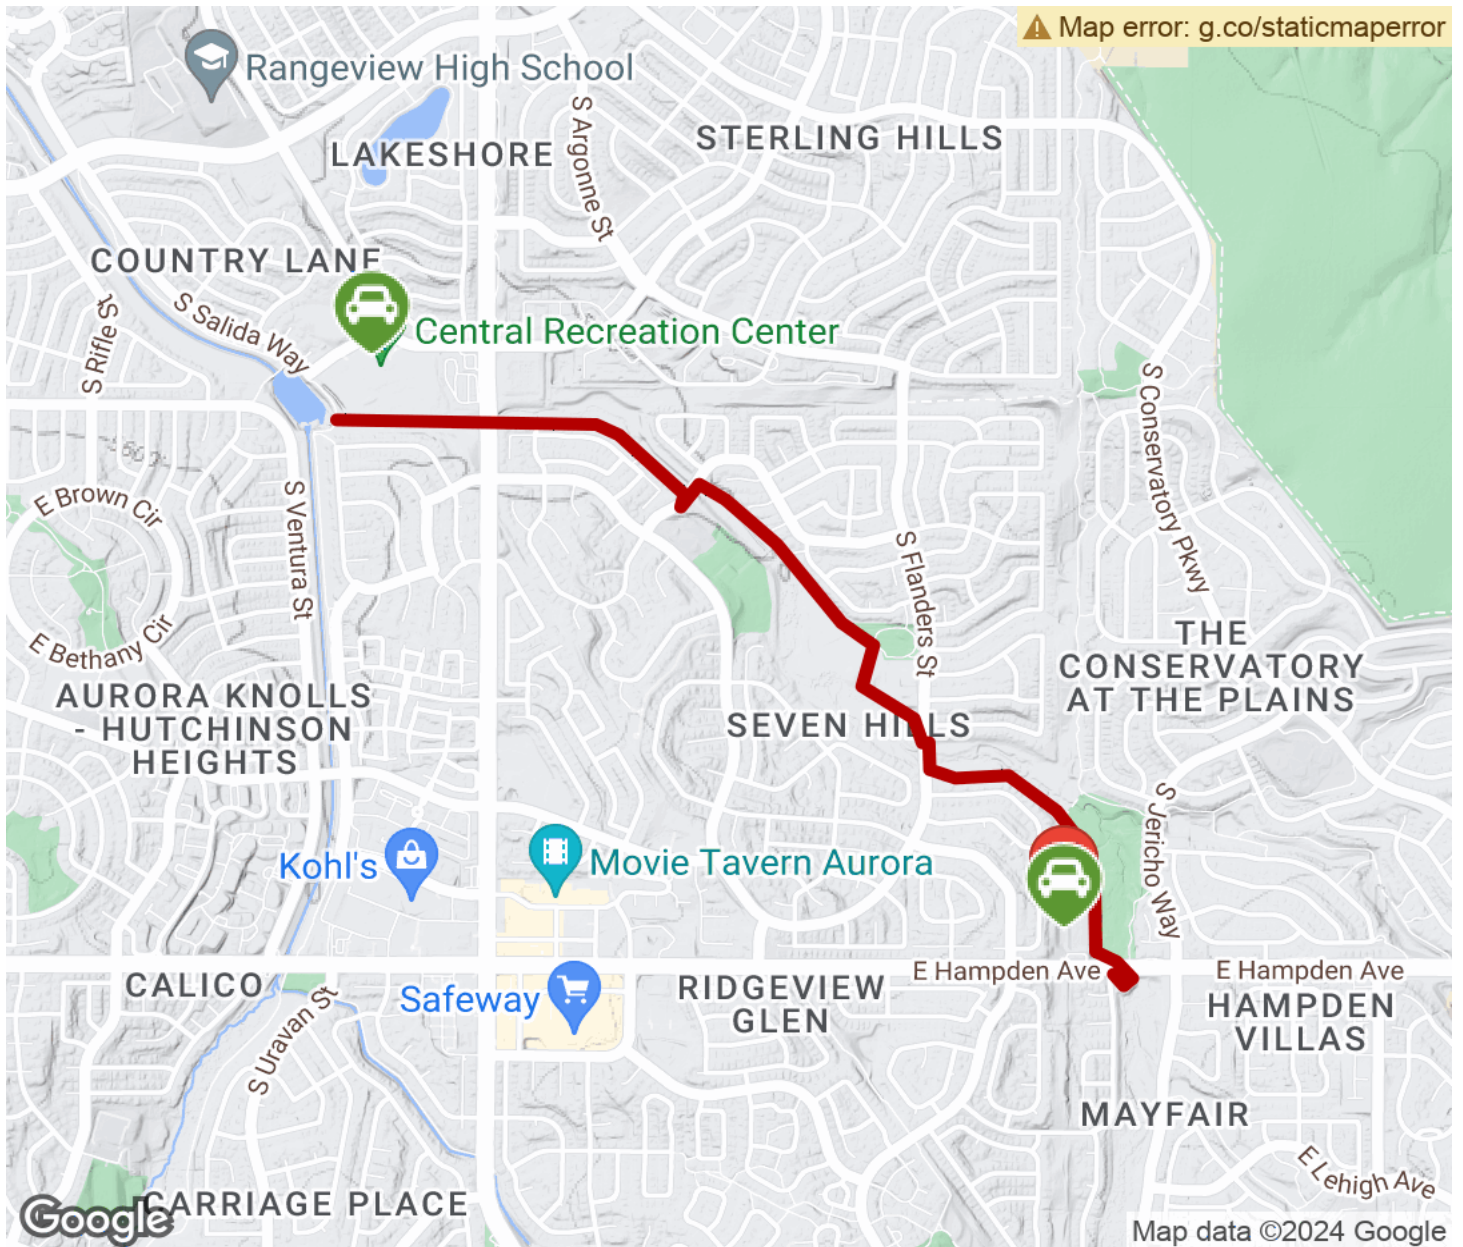 Map error: g.co/staticmaperror
Rangeview High School
S Argonne St
STERLING HILLS
LAKESHORE
COUNTRY LANE
S Salida Way
S Rifle St
Central Recreation Center
S Conservatory Pkwy
E Brown Cir
S Ventura St
S Flanders St
E Bethany Cir
THE
CONSERVATORY
AT THE PLAINS
AURORA KNOLLS
- HUTCHINSON
HEIGHTS
SEVEN HILLS
S Jericho Way
Kohl's
Movie Tavern Aurora
E Hampden Ave
E Hampden Ave
CALICO
Safeway
RIDGEVIEW
GLEN
HAMPDEN
VILLAS
S Uravan St
MAYFAIR
E Lehigh Ave
CARRIAGE PLACE
Google
Map data ©2024 Google